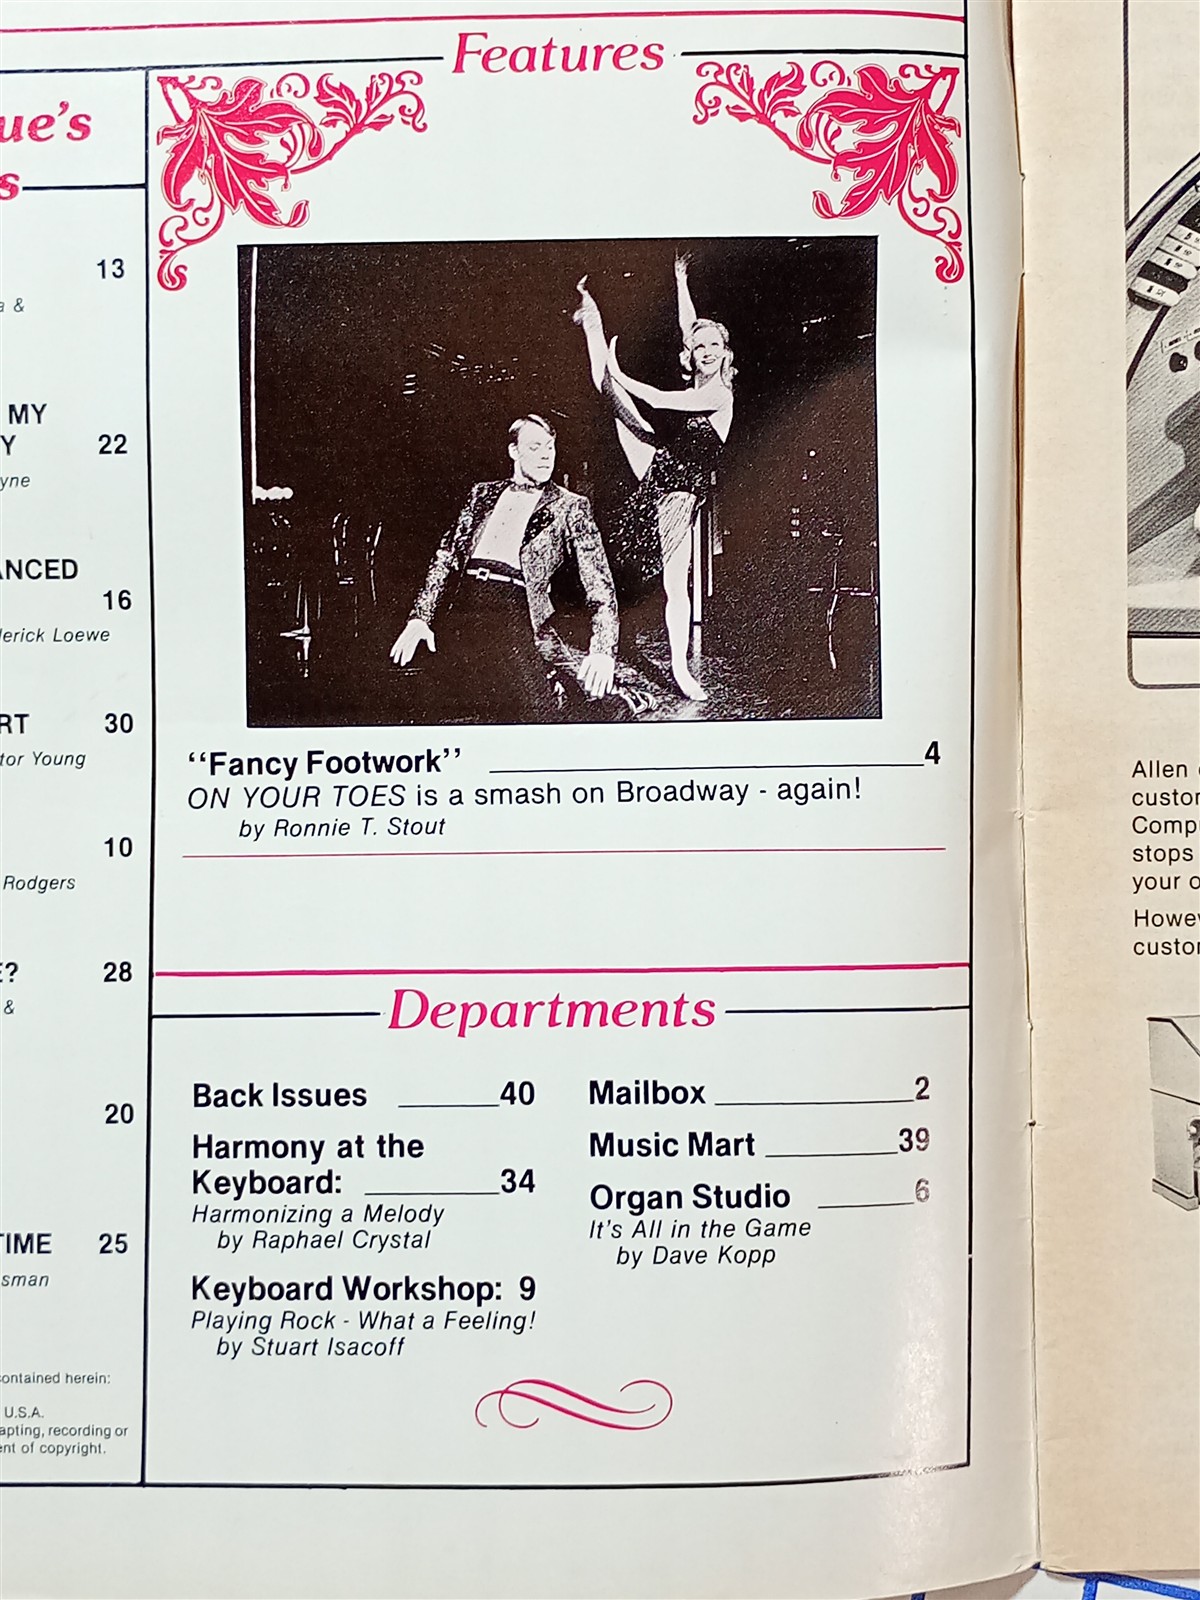 ue's
s
13
&
MY
Y 22
yne
ANCED
16
derick Loewe
RT 30
tor Young
10
Rodgers
E? 28
&
20
TIME 25
sman
contained herein:
U.S.A.
apting, recording or
ent of copyright.
Features
“Fancy Footwork” 4
ON YOUR TOES is a smash on Broadway - again!
by Ronnie T. Stout
Departments
Back Issues 40
Harmony at the
Keyboard: 34
Harmonizing a Melody
by Raphael Crystal
Keyboard Workshop: 9
Playing Rock - What a Feeling!
by Stuart Isacoff
Mailbox 2
Music Mart 39
Organ Studio 6
It's All in the Game
by Dave Kopp
Allen
custor
Comp
stops
your o
Howev
custor